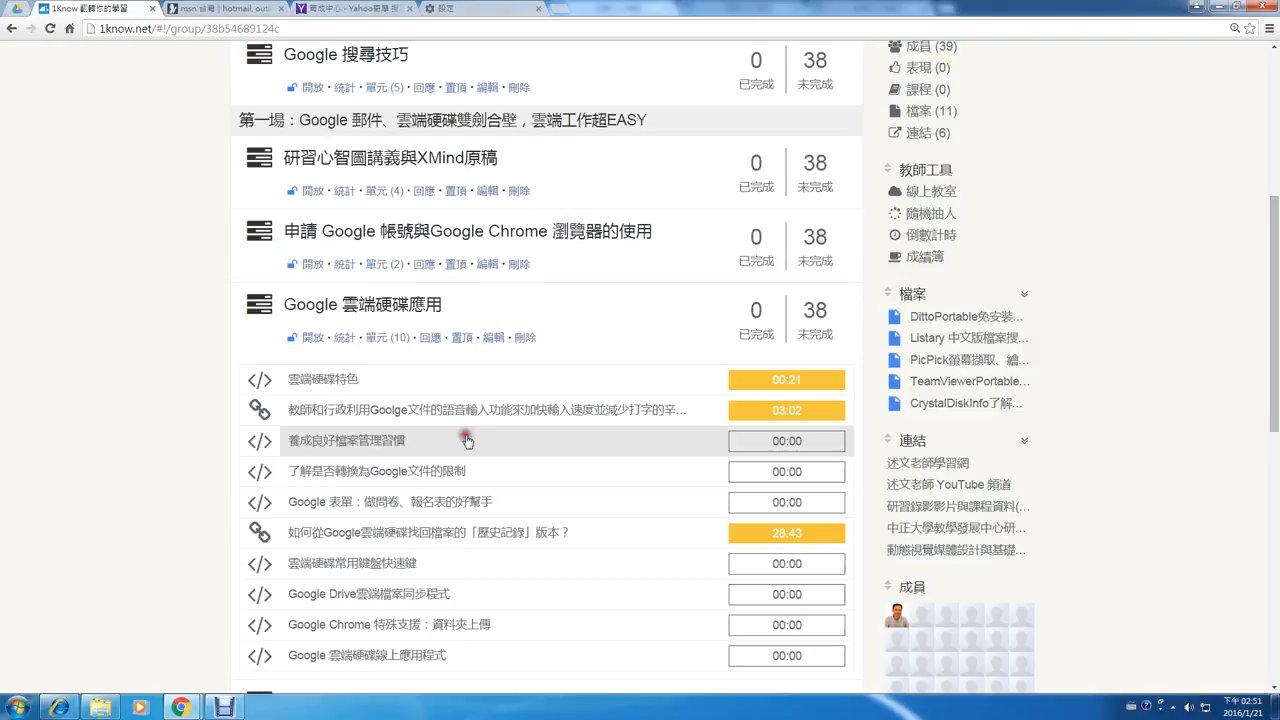 1Know 翻轉你的學習
msn 台灣 | hotmail, outl
育成中心 - Yahoo奇摩 搜
設定
1know.net/#!/group/38b54689124c
Google 搜尋技巧
0
38
已完成
未完成
開放・統計・單元 (5)・回應・置頂・編輯・刪除
第一場：Google 郵件、雲端硬碟雙劍合壁，雲端工作超EASY
研習心智圖講義與XMind原稿
0
38
已完成
未完成
開放・統計・單元 (4)・回應・置頂・編輯・刪除
申請 Google 帳號與Google Chrome 瀏覽器的使用
0
38
已完成
未完成
開放・統計・單元 (2)・回應・置頂・編輯・刪除
Google 雲端硬碟應用
0
38
已完成
未完成
開放・統計・單元 (10)・回應・置頂・編輯・刪除
雲端硬碟特色
00:21
教師和行政利用Goolge文件的語音輸入功能來加快輸入速度並減少打字的辛...
03:02
養成良好檔案管理習慣
00:00
了解是否轉換為Google文件的限制
00:00
Google 表單：做問卷、報名表的好幫手
00:00
如何從Google雲端硬碟找回檔案的「歷史記錄」版本？
28:43
雲端硬碟常用鍵盤快速鍵
00:00
Google Drive雲端檔案同步程式
00:00
Google Chrome 特殊支援：資料夾上傳
00:00
Google 雲端硬碟線上應用程式
00:00
成員 (39)
表現 (0)
課程 (0)
檔案 (11)
連結 (6)
教師工具
線上教室
隨機抽人
倒數計時
成績簿
檔案
DittoPortable免安裝...
Listary 中文版檔案搜...
PicPick螢幕擷取、繪...
TeamViewerPortable...
CrystalDiskInfo了解...
連結
述文老師學習網
述文老師 YouTube 頻道
研習錄影影片與課程資料(...
中正大學教學發展中心研...
動態視覺媒體設計與基礎...
成員
下午 02:51
2016/1/21